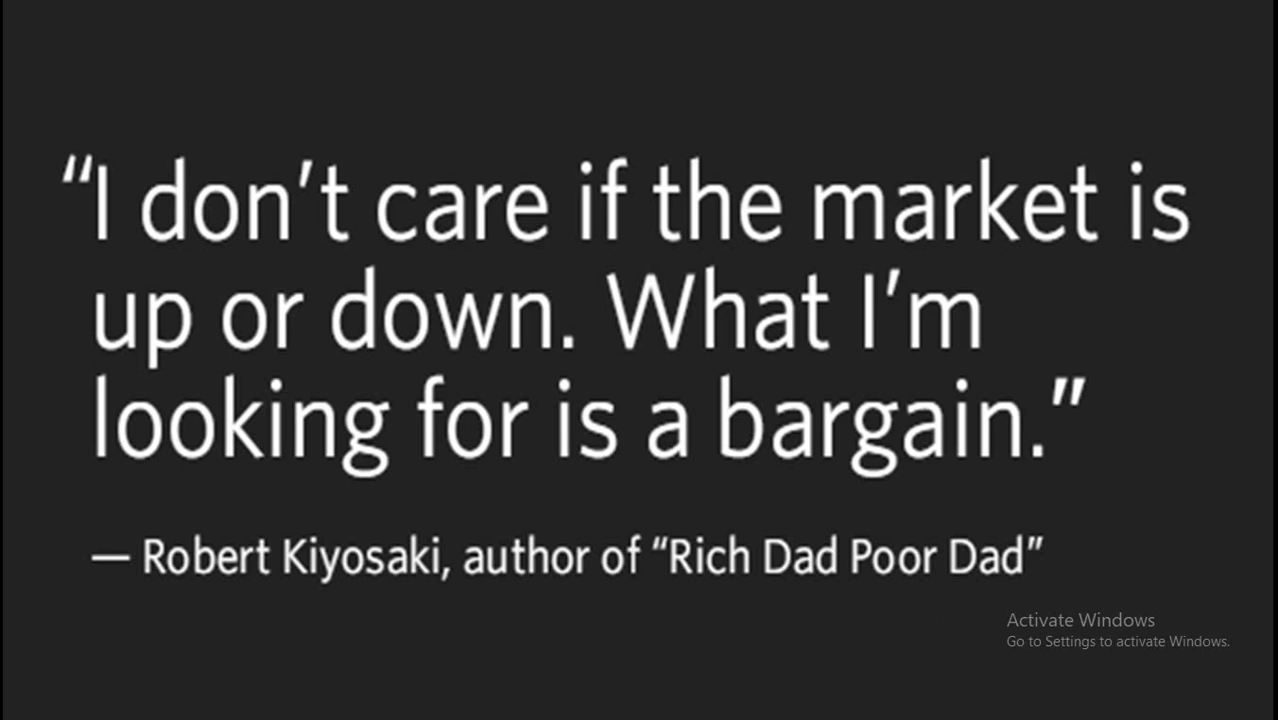 “I don’t care if the market is
up or down. What I’m
looking for is a bargain.”
— Robert Kiyosaki, author of “Rich Dad Poor Dad”
Activate Windows
Go to Settings to activate Windows.